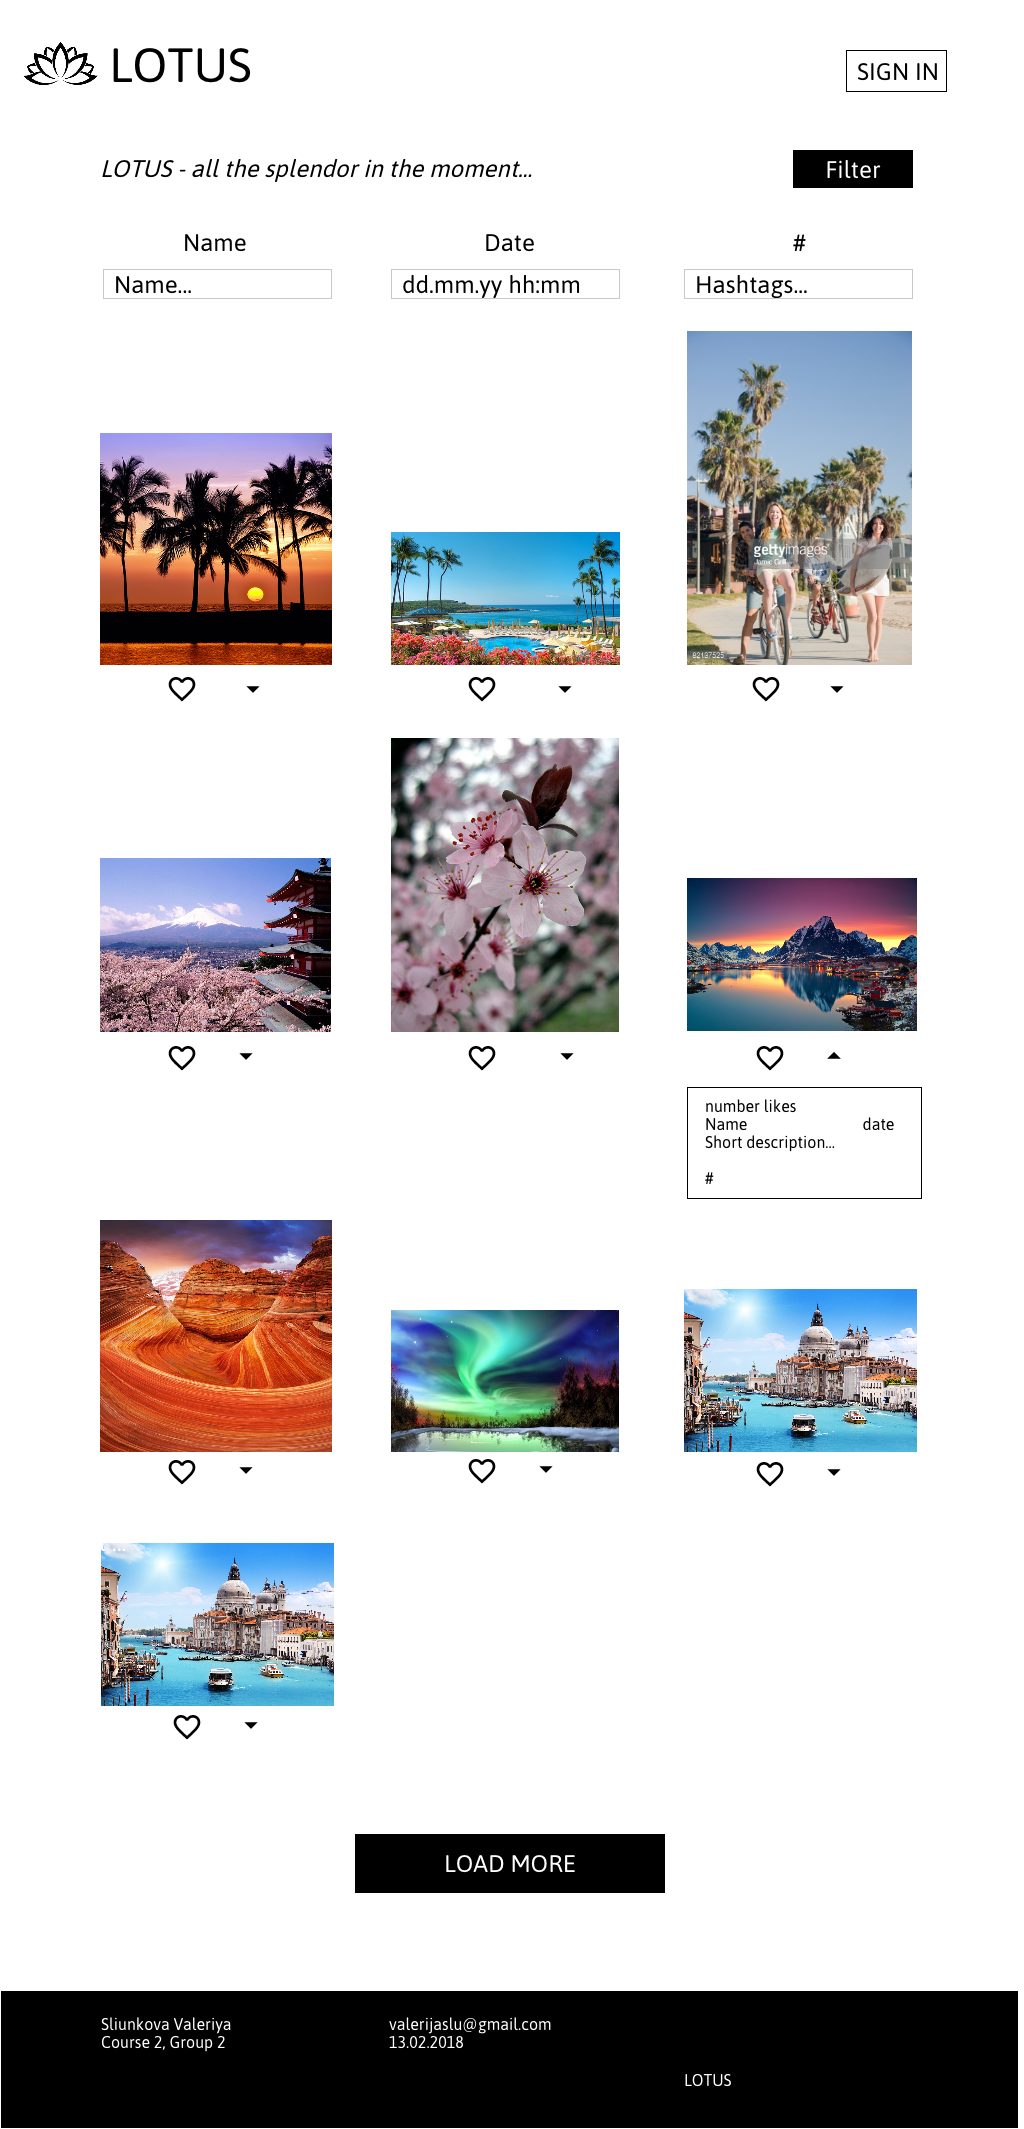 LOTUS
SIGN IN
LOTUS - all the splendor in the moment...
Filter
Name
Date
#
Name...
dd.mm.yy hh:mm
Hashtags...
gettyimages
82137525
number likes
Name date
Short description...
#
LOAD MORE
Sliunkova Valeriya
Course 2, Group 2
valerijaslu@gmail.com
13.02.2018
LOTUS